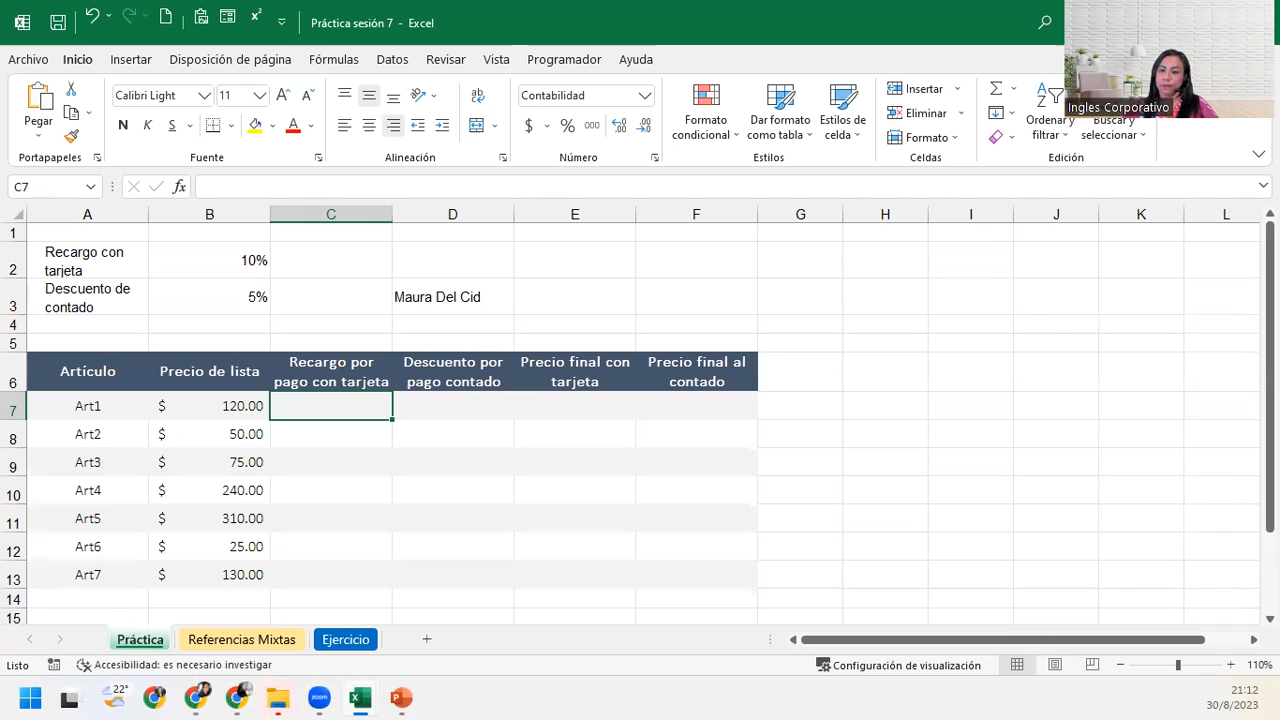 Práctica sesión 7 - Excel
Archivo Inicio Insertar Disposición de página Fórmulas Datos Programador Ayuda
Pegar
Calibri Light 11
N K S
Contabilidad
% 000
Formato condicional
Dar formato como tabla
Estilos de celda
Insertar
Eliminar
Formato
Ordenar y filtrar
Buscar y seleccionar
Portapapeles Fuente Alineación Número Estilos Celdas Edición
Ingles Corporativo
C7 fx
A B C D E F G H I J K L
1
2 Recargo con tarjeta 10%
3 Descuento de contado 5% Maura Del Cid
4
5
6 Artículo Precio de lista Recargo por pago con tarjeta Descuento por pago contado Precio final con tarjeta Precio final al contado
7 Art1 $ 120.00
8 Art2 $ 50.00
9 Art3 $ 75.00
10 Art4 $ 240.00
11 Art5 $ 310.00
12 Art6 $ 25.00
13 Art7 $ 130.00
14
15
Práctica Referencias Mixtas Ejercicio
Listo Accesibilidad: es necesario investigar Configuración de visualización 110%
22° zoom 21:12
30/8/2023